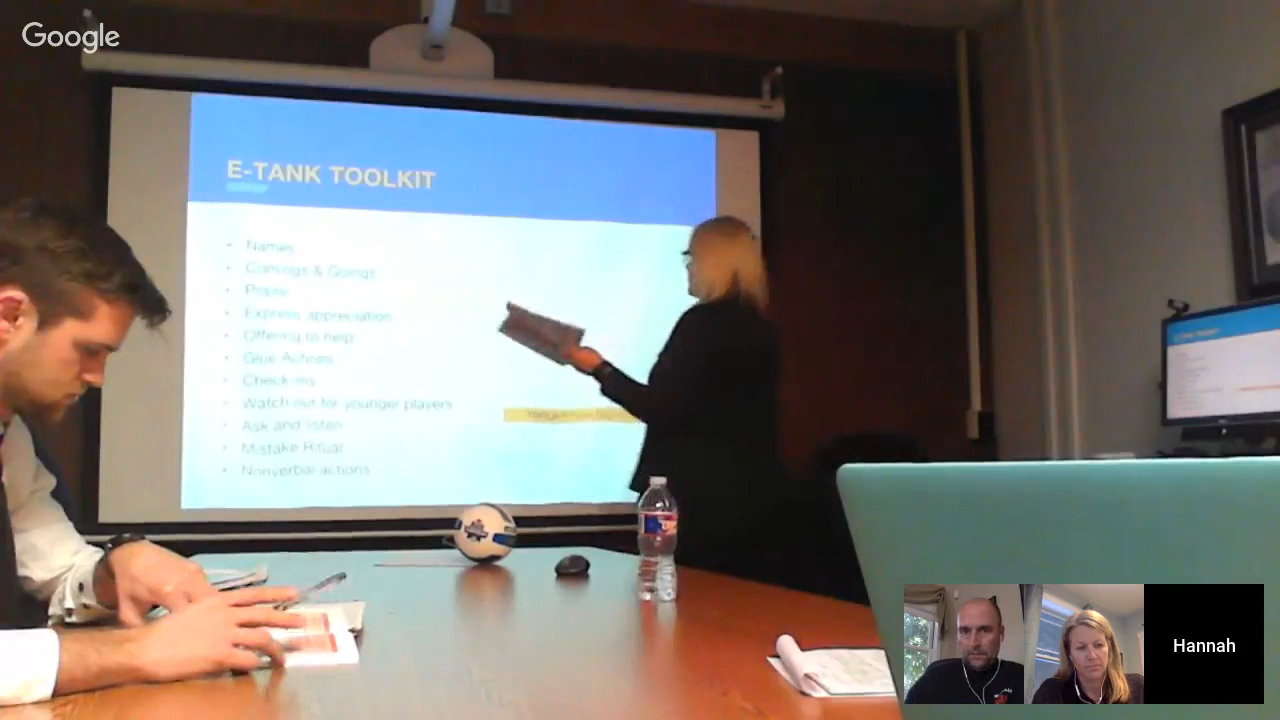 Google
E-TANK TOOLKIT
• Names
• Comings & Goings
• Praise
• Express appreciation
• Offering to help
• Glue Actions
• Check-ins
• Watch out for younger players
• Ask and listen
• Mistake Ritual
• Nonverbal actions
Hannah